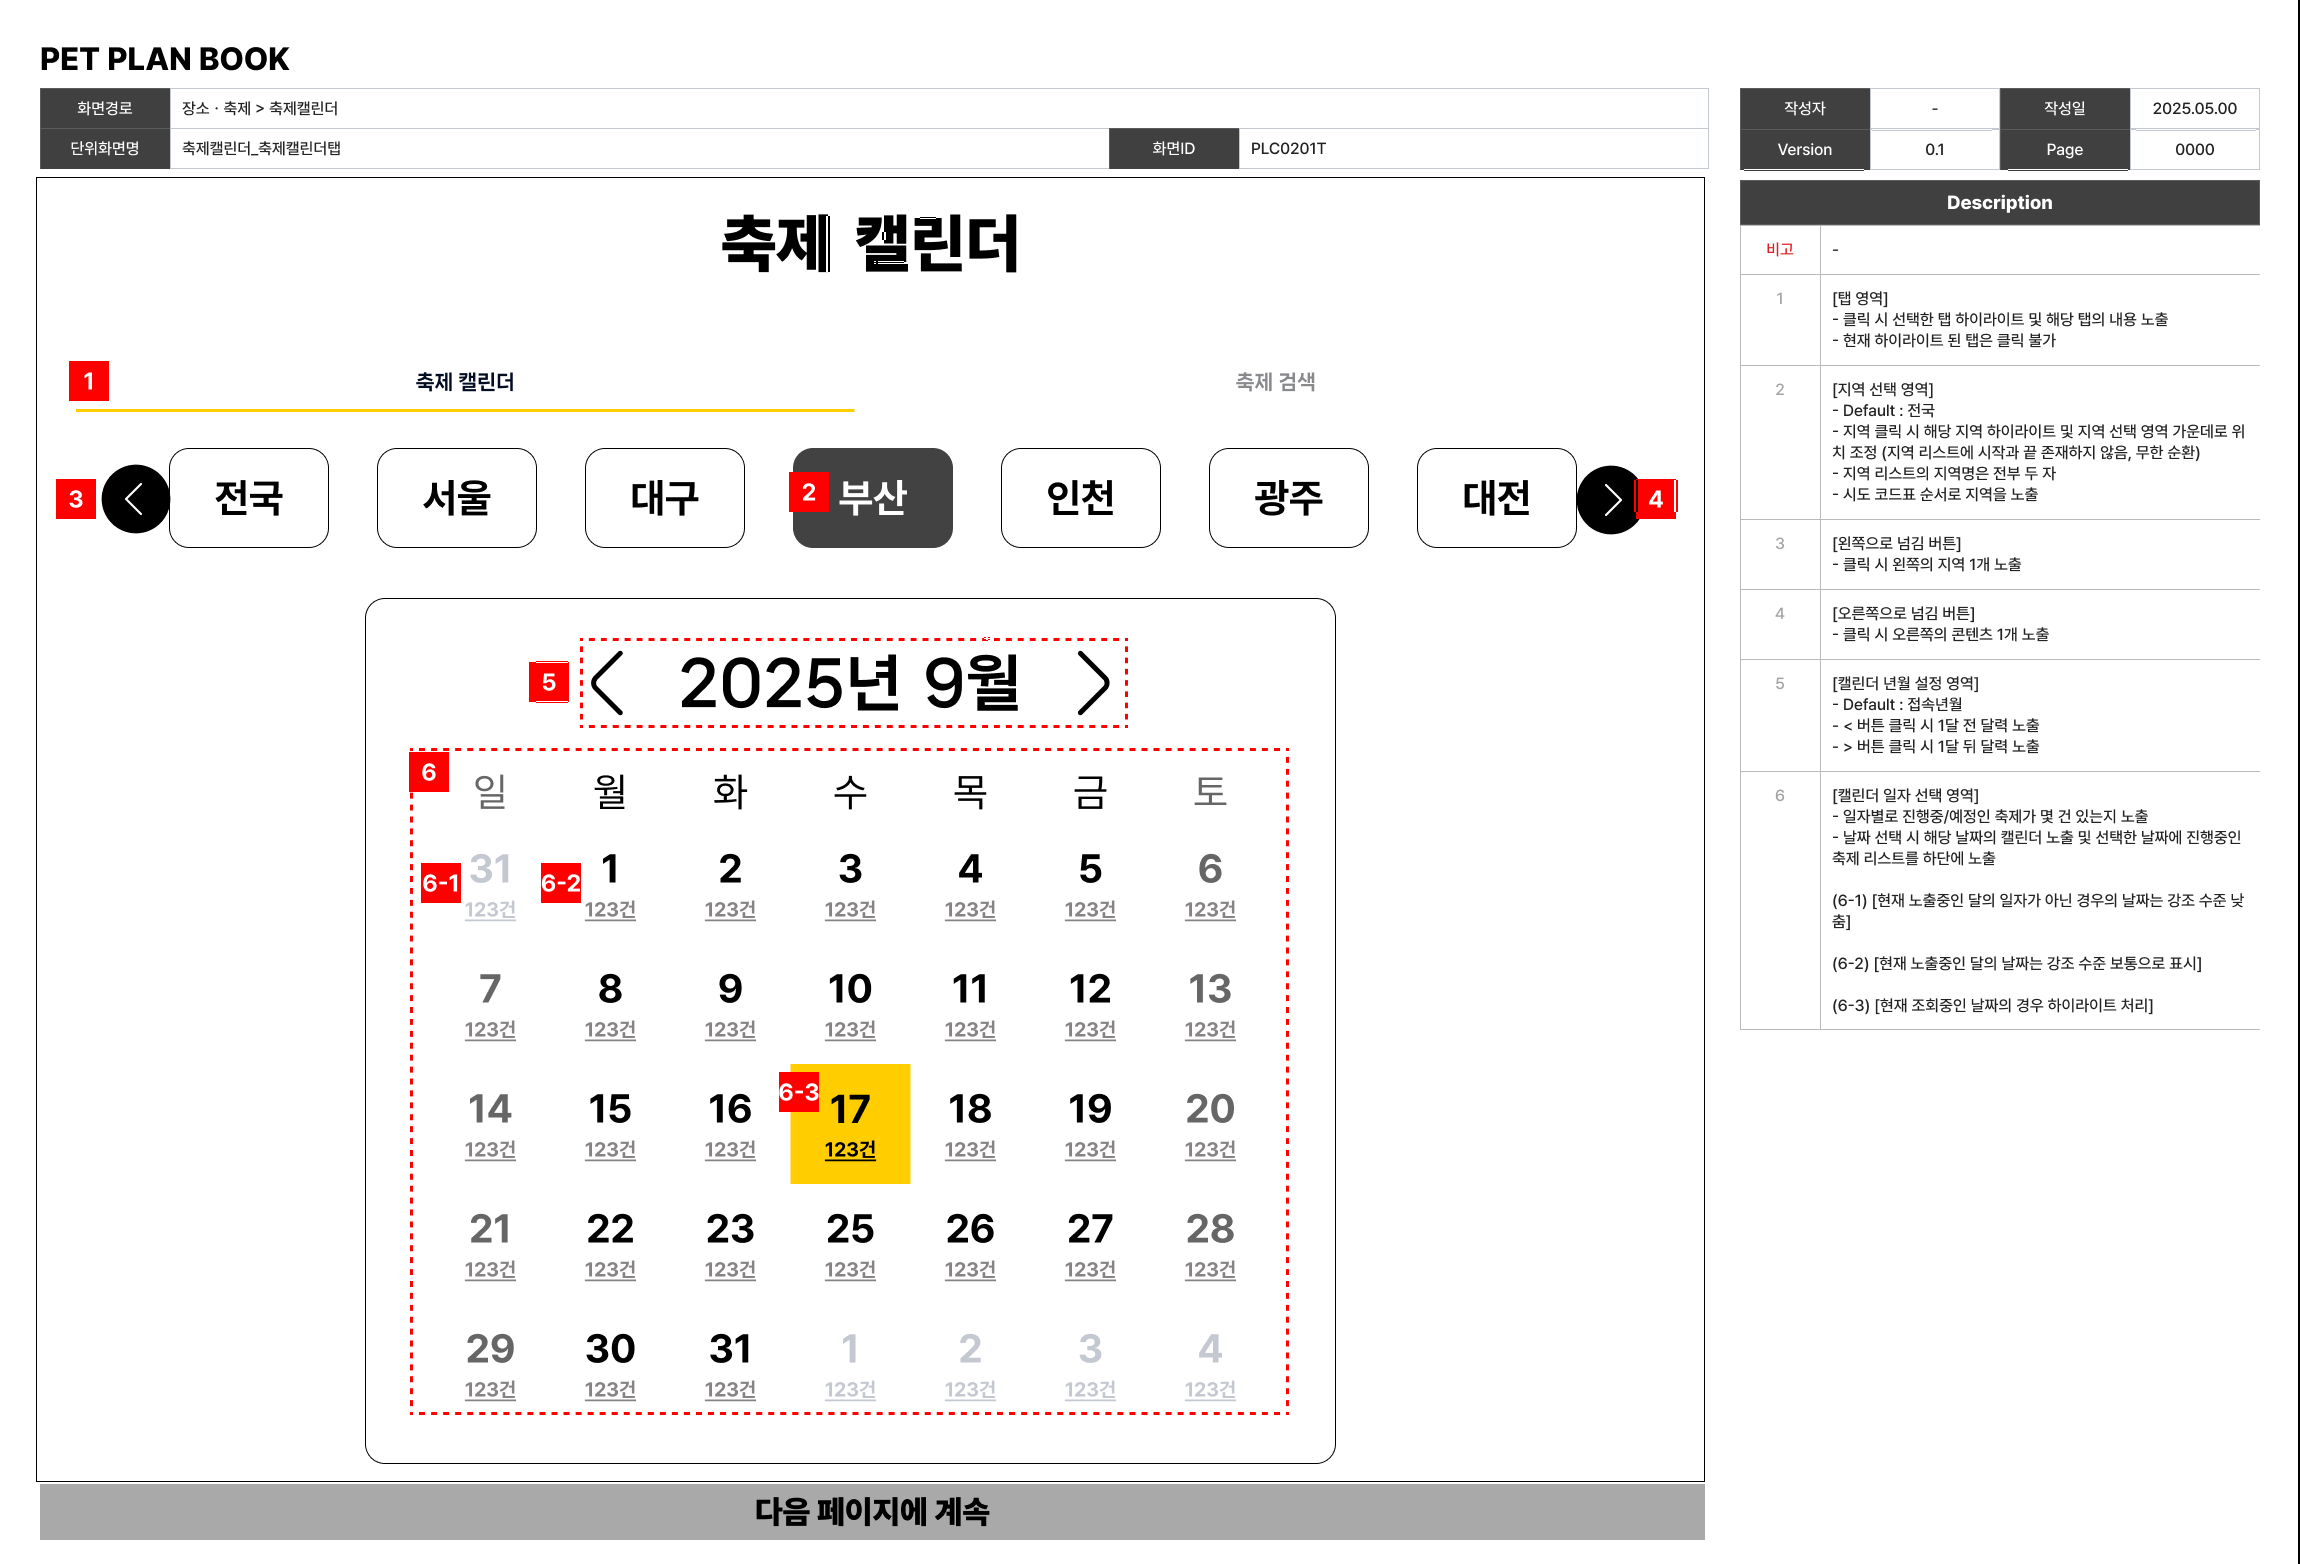 PET PLAN BOOK
화면경로 장소 · 축제 > 축제캘린더
단위화면명 축제캘린더_축제캘린더탭 화면ID PLC0201T
작성자 - 작성일 2025.05.00
Version 0.1 Page 0000
축제 캘린더
1 축제 캘린더 축제 검색
3 전국 서울 대구 2 부산 인천 광주 대전 4
5 < 2025년 9월 >
6 일 월 화 수 목 금 토
6-1 31 6-2 1 2 3 4 5 6
123건 123건 123건 123건 123건 123건 123건
7 8 9 10 11 12 13
123건 123건 123건 123건 123건 123건 123건
14 15 16 6-3 17 18 19 20
123건 123건 123건 123건 123건 123건 123건
21 22 23 25 26 27 28
123건 123건 123건 123건 123건 123건 123건
29 30 31 1 2 3 4
123건 123건 123건 123건 123건 123건 123건
다음 페이지에 계속
Description
비고 -
1 [탭 영역]
- 클릭 시 선택한 탭 하이라이트 및 해당 탭의 내용 노출
- 현재 하이라이트 된 탭은 클릭 불가
2 [지역 선택 영역]
- Default : 전국
- 지역 클릭 시 해당 지역 하이라이트 및 지역 선택 영역 가운데로 위
치 조정 (지역 리스트에 시작과 끝 존재하지 않음, 무한 순환)
- 지역 리스트의 지역명은 전부 두 자
- 시도 코드표 순서로 지역을 노출
3 [왼쪽으로 넘김 버튼]
- 클릭 시 왼쪽의 지역 1개 노출
4 [오른쪽으로 넘김 버튼]
- 클릭 시 오른쪽의 콘텐츠 1개 노출
5 [캘린더 년월 설정 영역]
- Default : 접속년월
- < 버튼 클릭 시 1달 전 달력 노출
- > 버튼 클릭 시 1달 뒤 달력 노출
6 [캘린더 일자 선택 영역]
- 일자별로 진행중/예정인 축제가 몇 건 있는지 노출
- 날짜 선택 시 해당 날짜의 캘린더 노출 및 선택한 날짜에 진행중인
축제 리스트를 하단에 노출
(6-1) [현재 노출중인 달의 일자가 아닌 경우의 날짜는 강조 수준 낮
춤]
(6-2) [현재 노출중인 달의 날짜는 강조 수준 보통으로 표시]
(6-3) [현재 조회중인 날짜의 경우 하이라이트 처리]